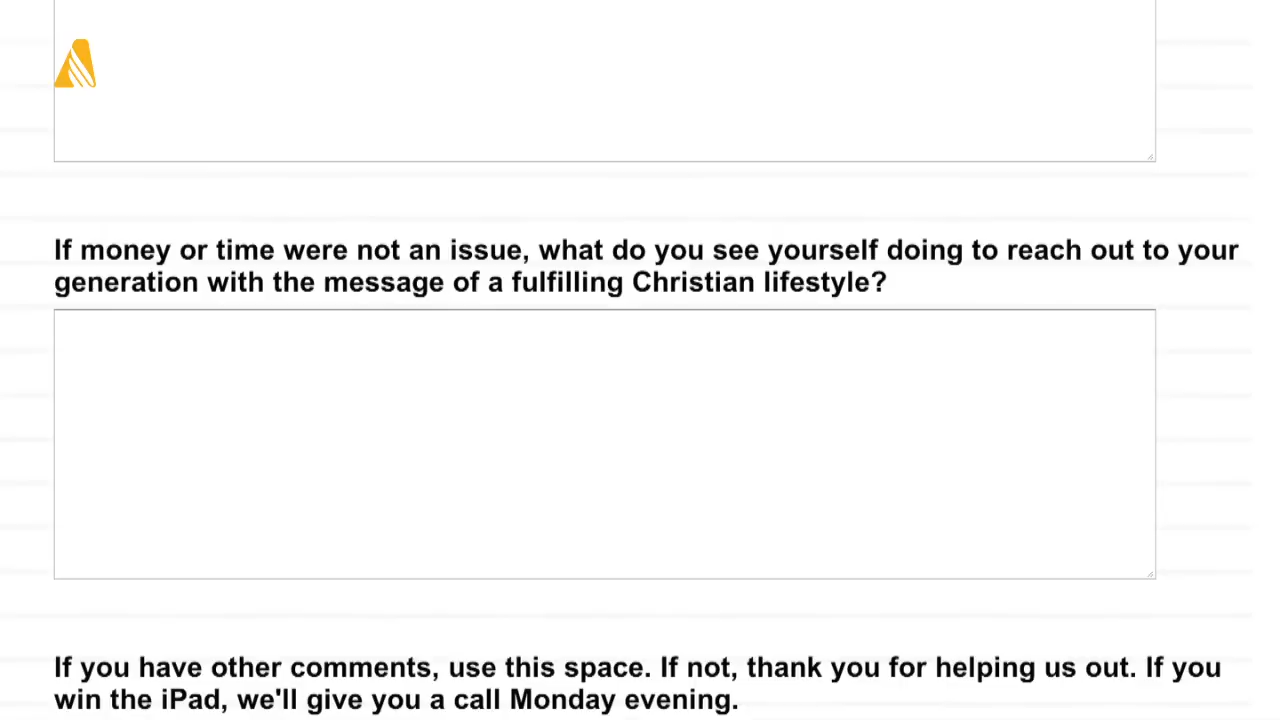 If money or time were not an issue, what do you see yourself doing to reach out to your
generation with the message of a fulfilling Christian lifestyle?
If you have other comments, use this space. If not, thank you for helping us out. If you
win the iPad, we'll give you a call Monday evening.